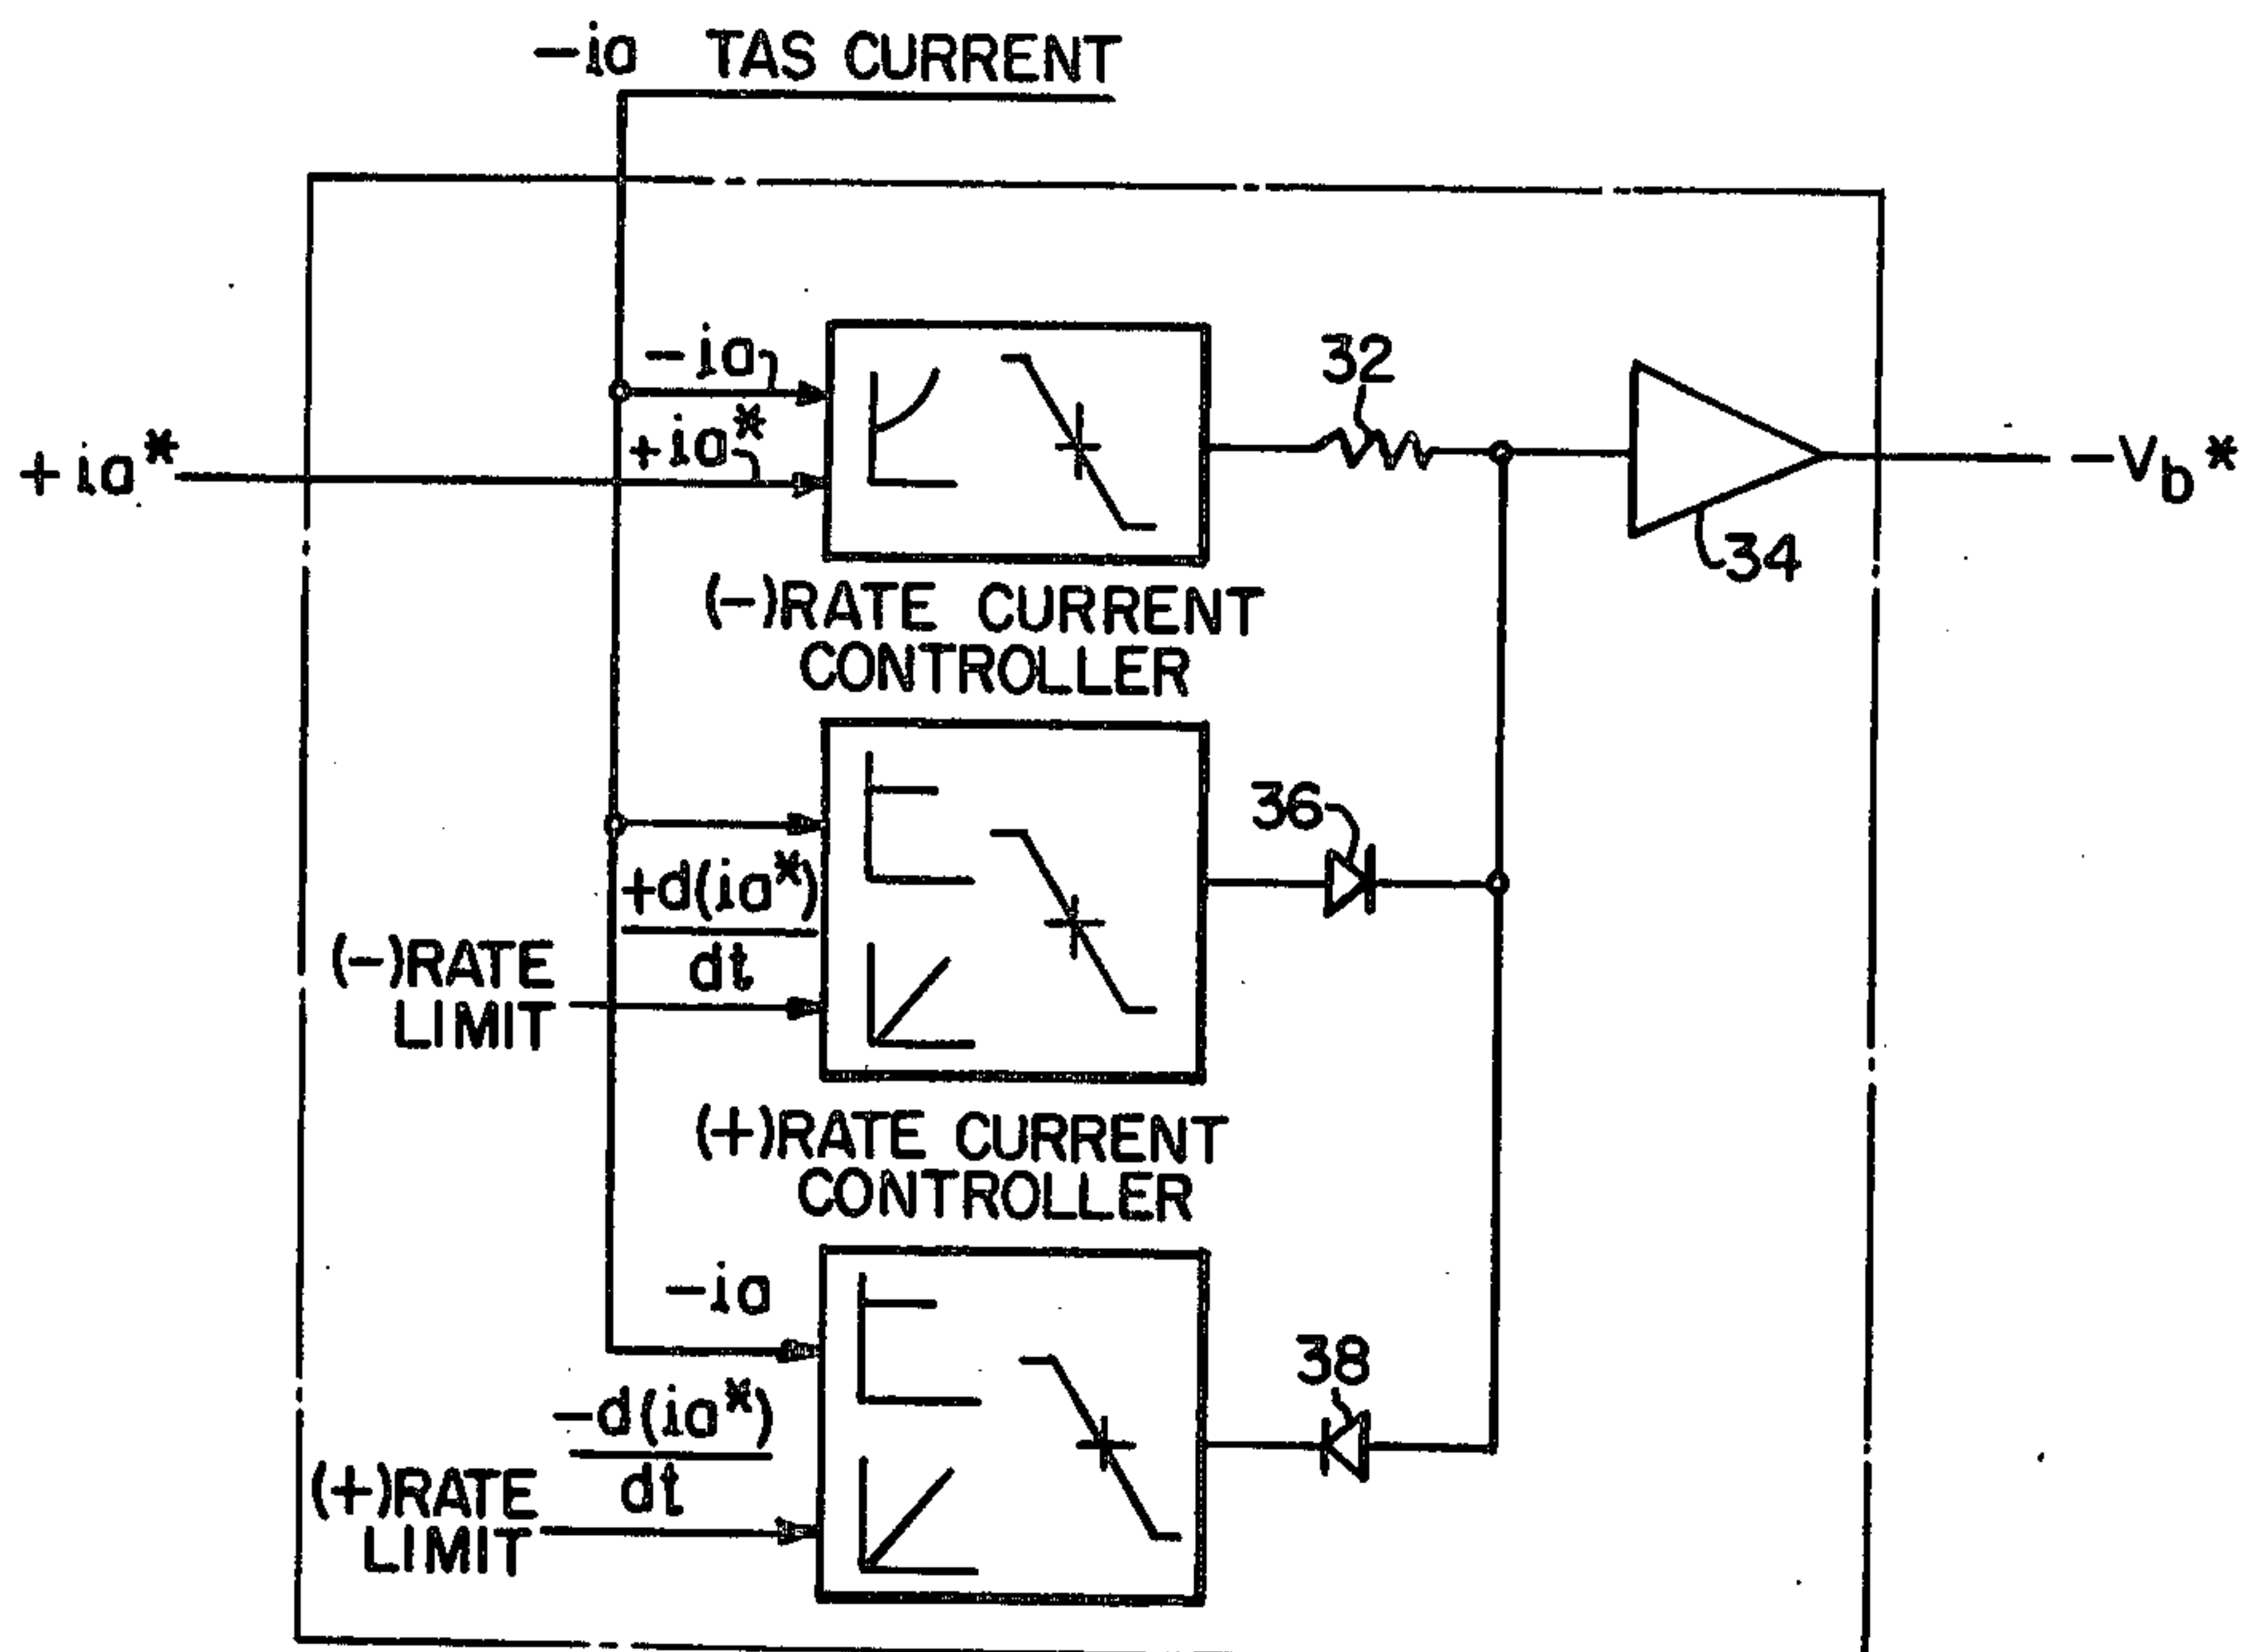 -ia TAS CURRENT
-ia
+ia*
+ia*
32
-Vb*
34
(-)RATE CURRENT
CONTROLLER
36
+d(ia*)
dt
(-)RATE
LIMIT
(+)RATE CURRENT
CONTROLLER
-ia
38
-d(ia*)
dt
(+)RATE
LIMIT